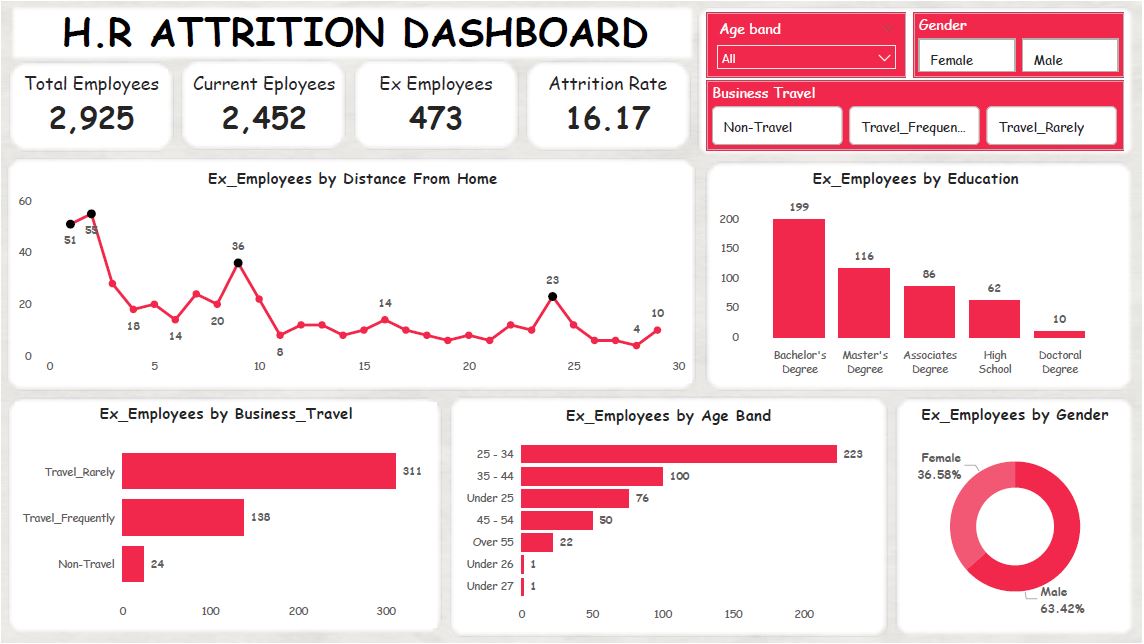 H.R ATTRITION DASHBOARD
Age band
All
Gender
Female
Male
Total Employees
2,925
Current Eployees
2,452
Ex Employees
473
Attrition Rate
16.17
Business Travel
Non-Travel
Travel_Frequen...
Travel_Rarely
Ex_Employees by Distance From Home
60
40
20
0
51
18
14
20
36
8
14
23
4
10
0
5
10
15
20
25
30
Ex_Employees by Education
200
150
100
50
0
199
116
86
62
10
Bachelor's
Degree
Master's
Degree
Associates
Degree
High
School
Doctoral
Degree
Ex_Employees by Business_Travel
Travel_Rarely
311
Travel_Frequently
138
Non-Travel
24
0
100
200
300
Ex_Employees by Age Band
25 - 34
223
35 - 44
100
Under 25
76
45 - 54
50
Over 55
22
Under 26
1
Under 27
1
0
50
100
150
200
Ex_Employees by Gender
Female
36.58%
Male
63.42%